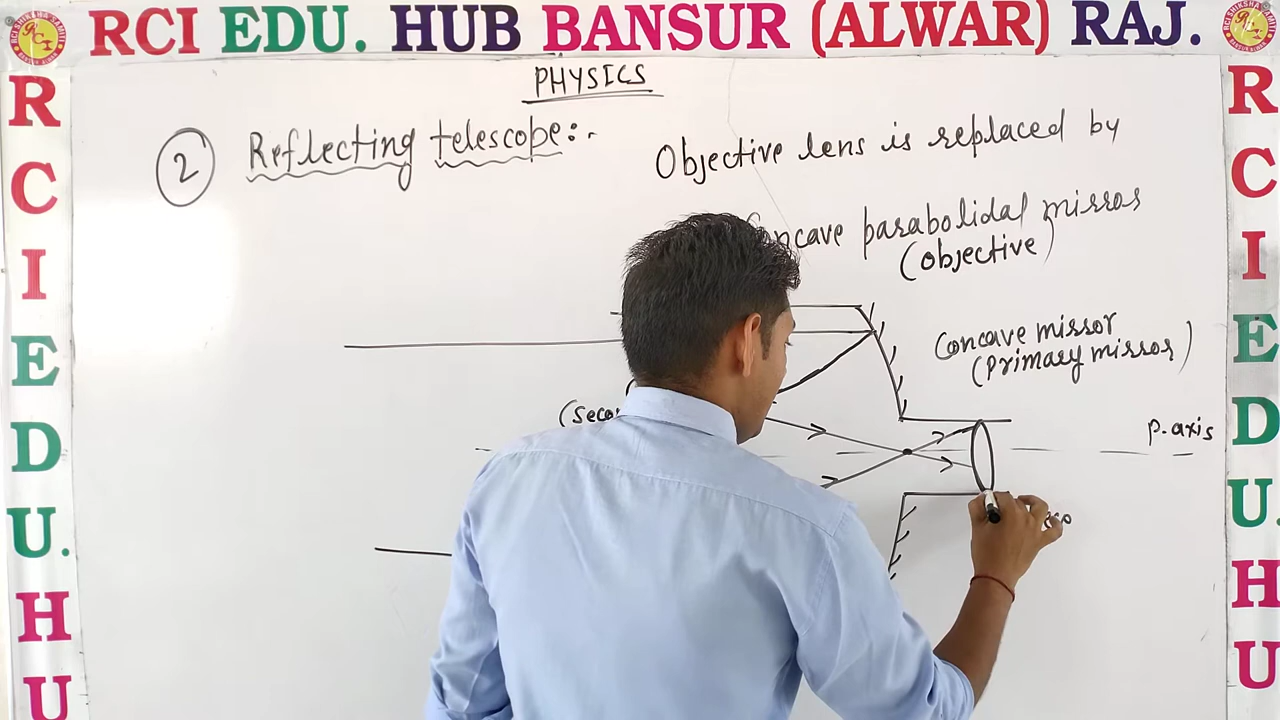 RCI EDU. HUB BANSUR (ALWAR) RAJ.
R
C
I
E
D
U.
H
U
PHYSICS
2 Reflecting telescope:-
Objective lens is replaced by
Concave parabolidal mirror
(objective)
Concave mirror
(Primary mirror)
P.axis
R
C
I
E
D
U.
H
U